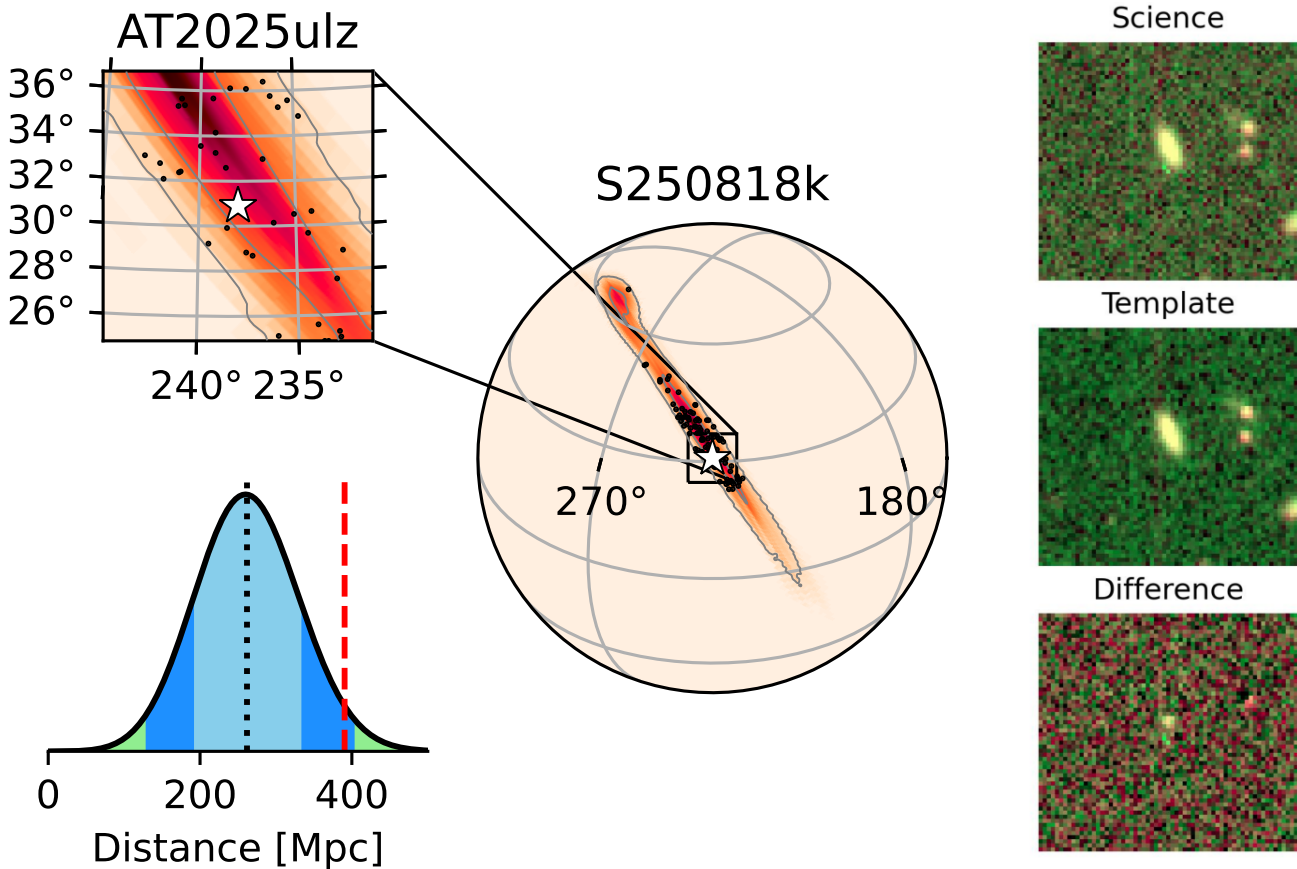 AT2025ulz
36°
34°
32°
30°
28°
26°
240° 235°
S250818k
270° 180°
0 200 400
Distance [Mpc]
Science
Template
Difference